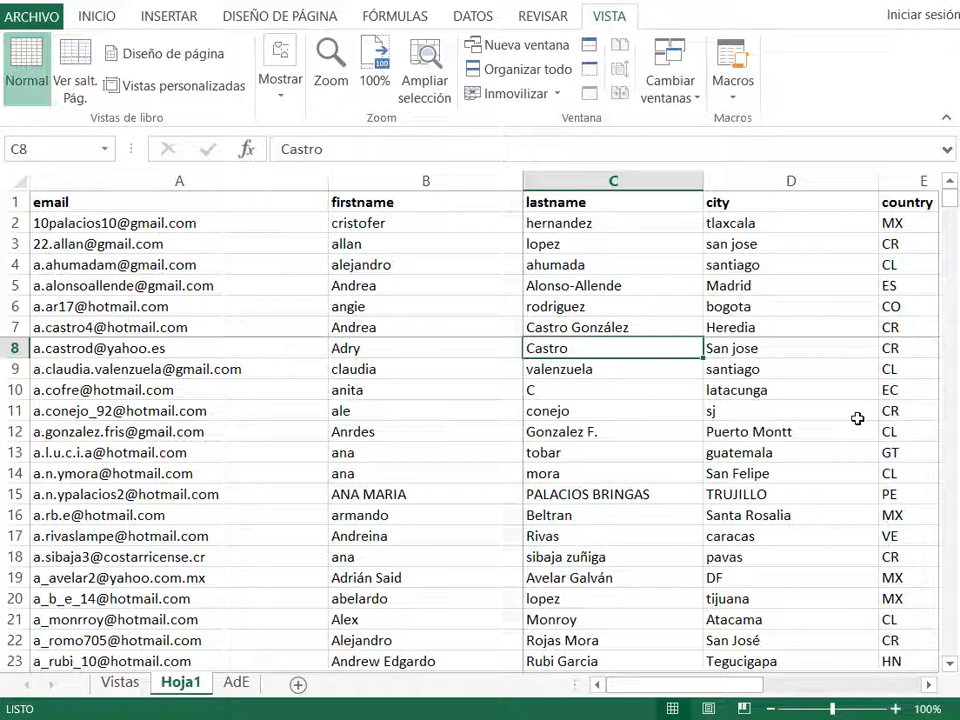 ARCHIVO INICIO INSERTAR DISEÑO DE PÁGINA FÓRMULAS DATOS REVISAR VISTA Iniciar sesión
Normal
Ver salt. Pág.
Diseño de página
Vistas personalizadas
Vistas de libro
Mostrar
Zoom
100%
Ampliar selección
Zoom
Nueva ventana
Organizar todo
Inmovilizar
Cambiar ventanas
Ventana
Macros
Macros
C8 fx Castro
A B C D E
1 email firstname lastname city country
2 10palacios10@gmail.com cristofer hernandez tlaxcala MX
3 22.allan@gmail.com allan lopez san jose CR
4 a.ahumadam@gmail.com alejandro ahumada santiago CL
5 a.alonsoallende@gmail.com Andrea Alonso-Allende Madrid ES
6 a.ar17@hotmail.com angie rodriguez bogota CO
7 a.castro4@hotmail.com Andrea Castro González Heredia CR
8 a.castrod@yahoo.es Adry Castro San jose CR
9 a.claudia.valenzuela@gmail.com claudia valenzuela santiago CL
10 a.cofre@hotmail.com anita C latacunga EC
11 a.conejo_92@hotmail.com ale conejo sj CR
12 a.gonzalez.fris@gmail.com Anrdes Gonzalez F. Puerto Montt CL
13 a.l.u.c.i.a@hotmail.com ana tobar guatemala GT
14 a.n.ymora@hotmail.com ana mora San Felipe CL
15 a.n.ypalacios2@hotmail.com ANA MARIA PALACIOS BRINGAS TRUJILLO PE
16 a.rb.e@hotmail.com armando Beltran Santa Rosalia MX
17 a.rivaslampe@hotmail.com Andreina Rivas caracas VE
18 a.sibaja3@costarricense.cr ana sibaja zuñiga pavas CR
19 a_avelar2@yahoo.com.mx Adrián Said Avelar Galván DF MX
20 a_b_e_14@hotmail.com abelardo lopez tijuana MX
21 a_monrroy@hotmail.com Alex Monroy Atacama CL
22 a_romo705@hotmail.com Alejandro Rojas Mora San José CR
23 a_rubi_10@hotmail.com Andrew Edgardo Rubi Garcia Tegucigapa HN
Vistas Hoja1 AdE
LISTO 100%